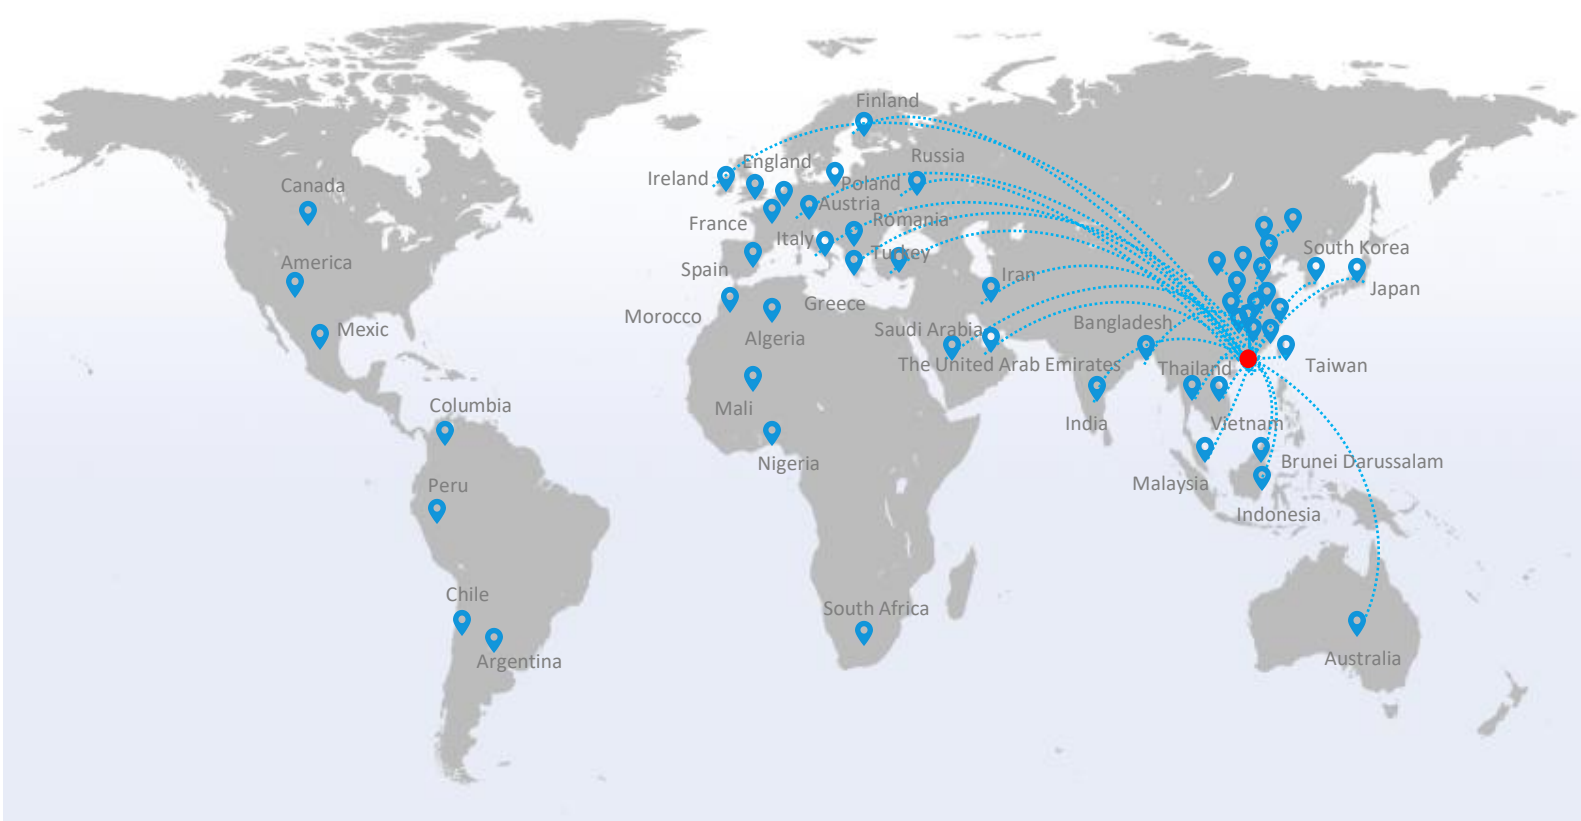 Finland
England
Russia
Ireland
Poland
Canada
Austria
France
Romania
Italy
South Korea
America
Turkey
Spain
Iran
Japan
Greece
Morocco
Bangladesh
Mexic
Saudi Arabia
Algeria
The United Arab Emirates
Thailand
Taiwan
Mali
Columbia
India
Vietnam
Nigeria
Brunei Darussalam
Peru
Malaysia
Indonesia
Chile
South Africa
Argentina
Australia